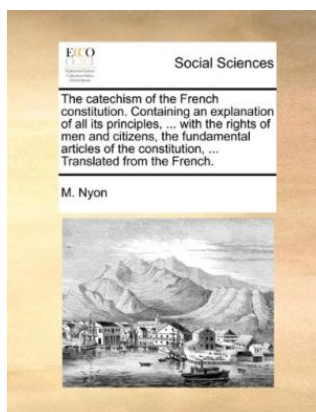 ECCO
Social Sciences
The catechism of the French
constitution. Containing an explanation
of all its principles, ... with the rights of
men and citizens, the fundamental
articles of the constitution, ...
Translated from the French.
M. Nyon